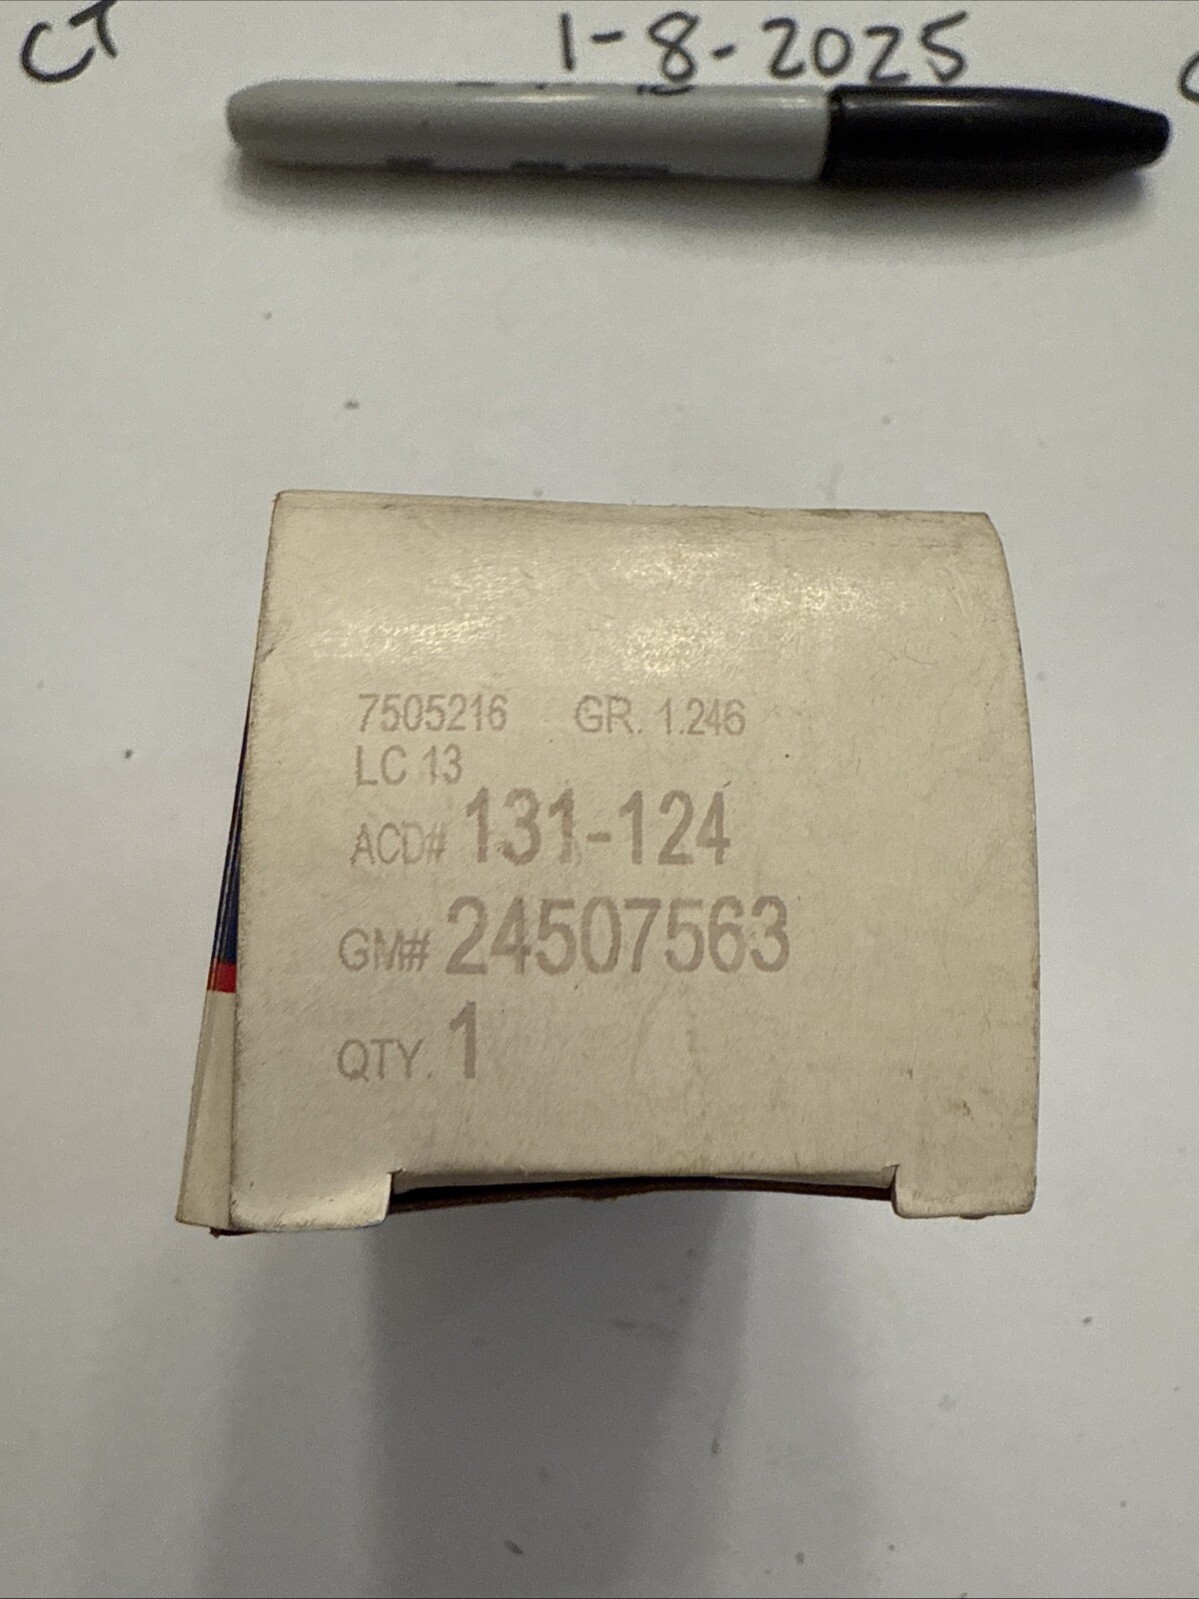 CT
1-8-2025
7505216 GR. 1.246
LC 13
ACD# 131-124
GM# 24507563
QTY. 1